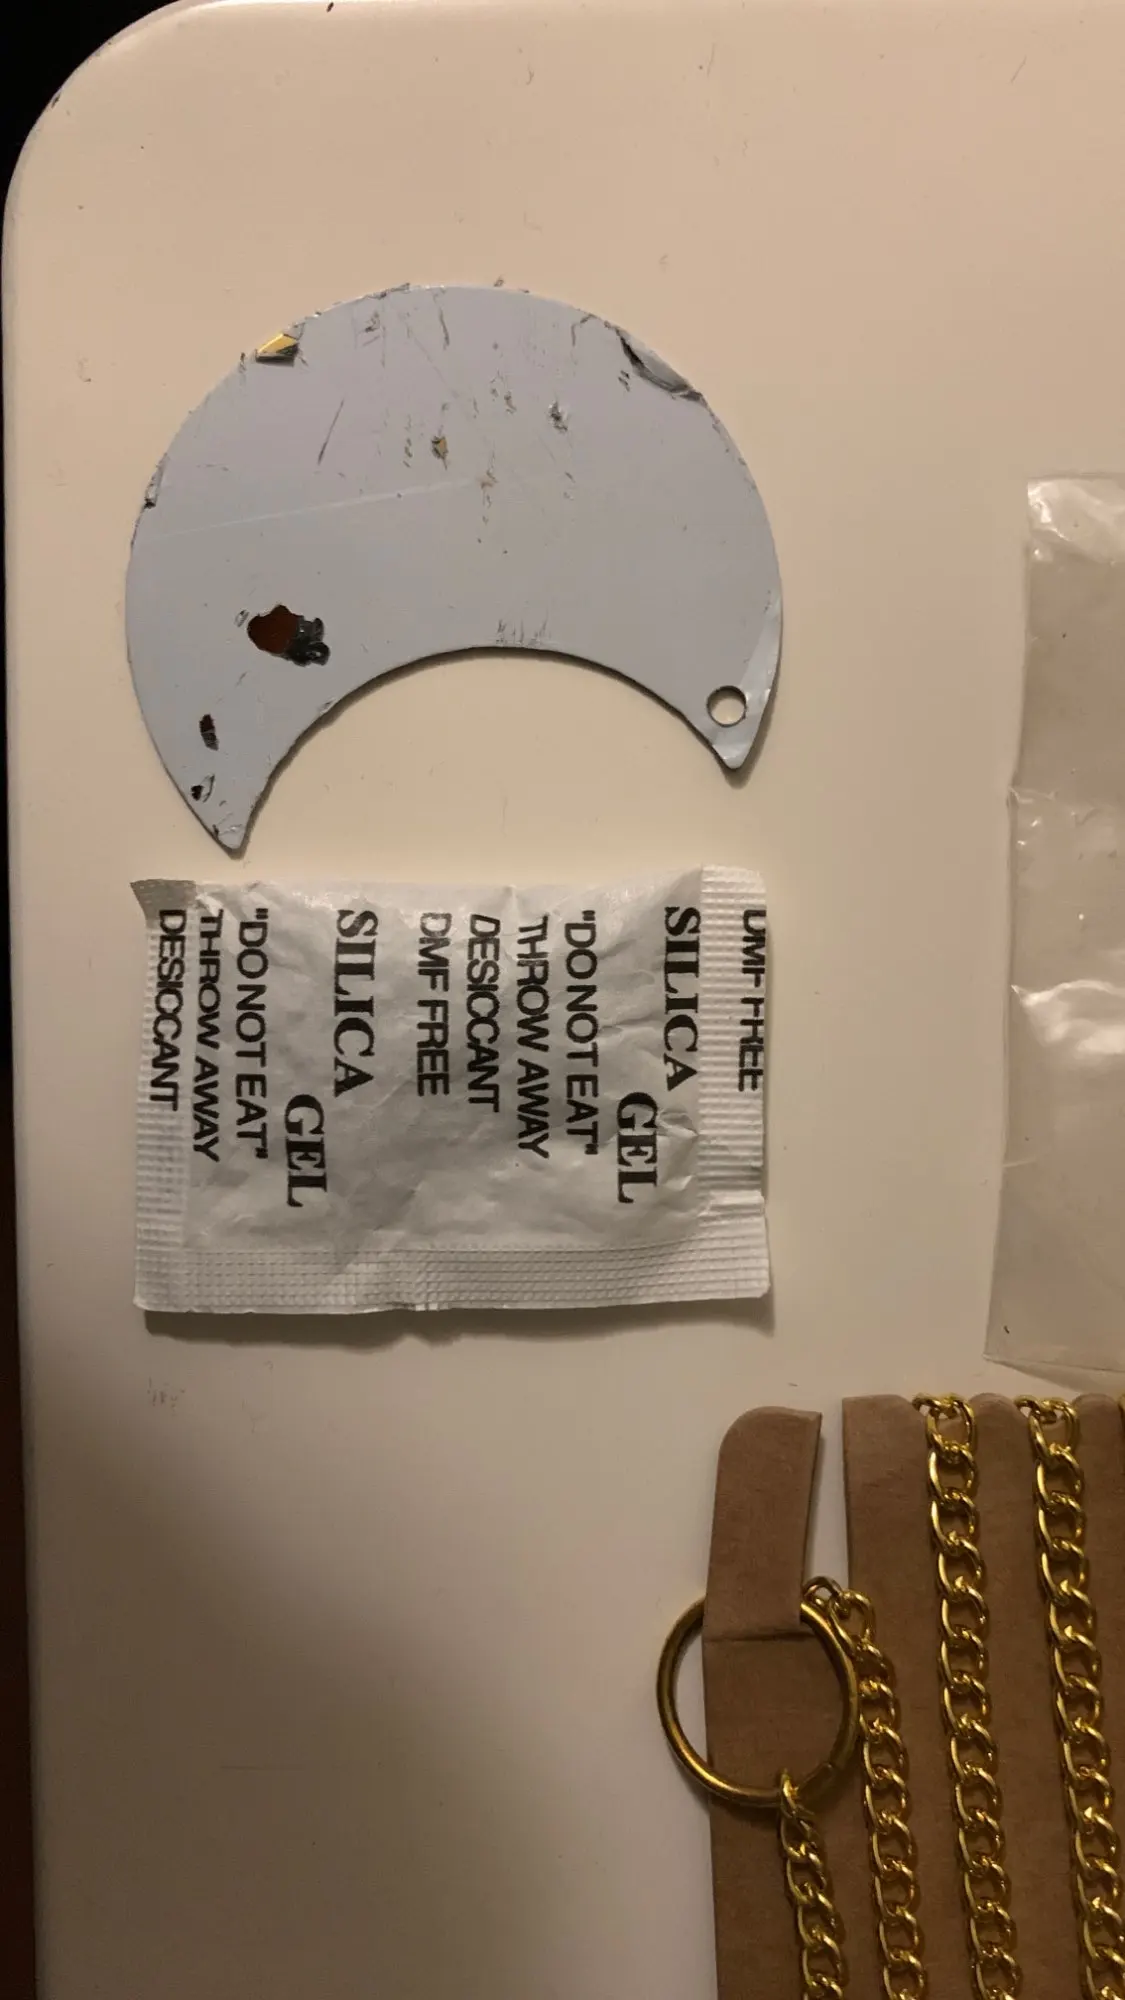 DMF FREE
SILICA
GEL
"DO NOT EAT"
THROW AWAY
DESICCANT
DMF FREE
SILICA
GEL
"DO NOT EAT"
THROW AWAY
DESICCANT